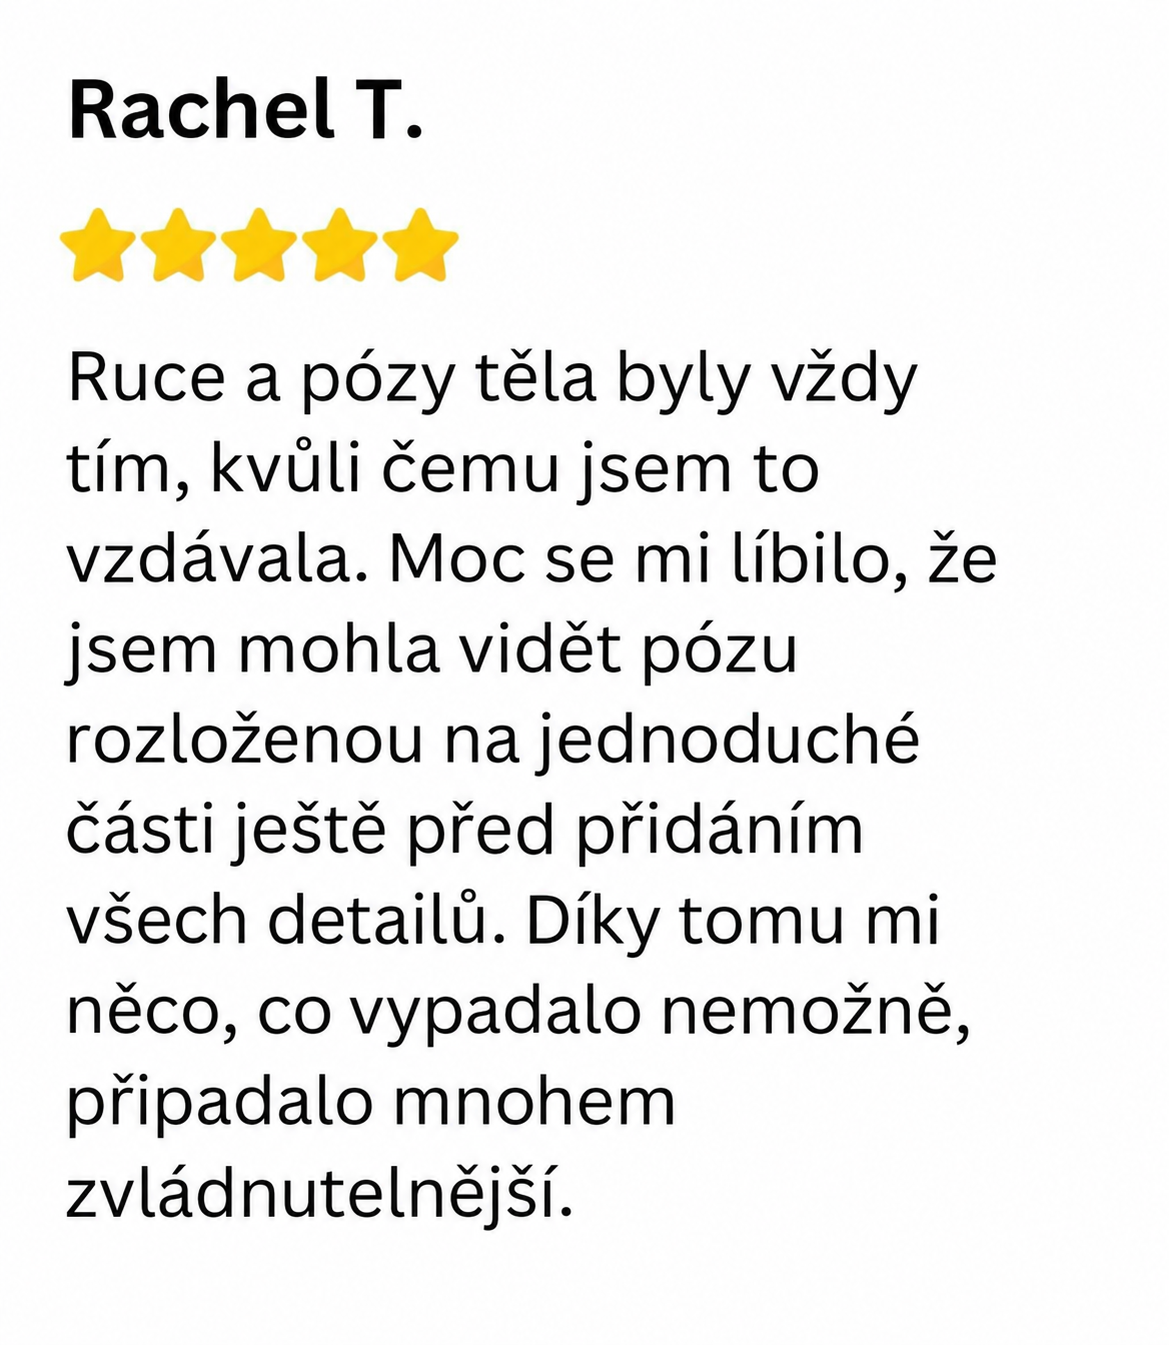 Rachel T.
⭐⭐⭐⭐⭐
Ruce a pózy těla byly vždy
tím, kvůli čemu jsem to
vzdávala. Moc se mi líbilo, že
jsem mohla vidět pózu
rozloženou na jednoduché
části ještě před přidáním
všech detailů. Díky tomu mi
něco, co vypadalo nemožně,
připadalo mnohem
zvládnutelnější.